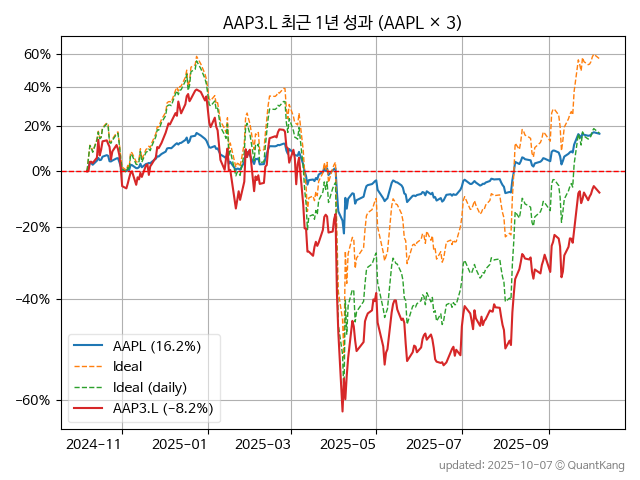 AAP3.L 최근 1년 성과 (AAPL × 3)
60%
40%
20%
0%
−20%
−40%
−60%
AAPL (16.2%)
Ideal
Ideal (daily)
AAP3.L (−8.2%)
2024-11 2025-01 2025-03 2025-05 2025-07 2025-09
updated: 2025-10-07 © QuantKang